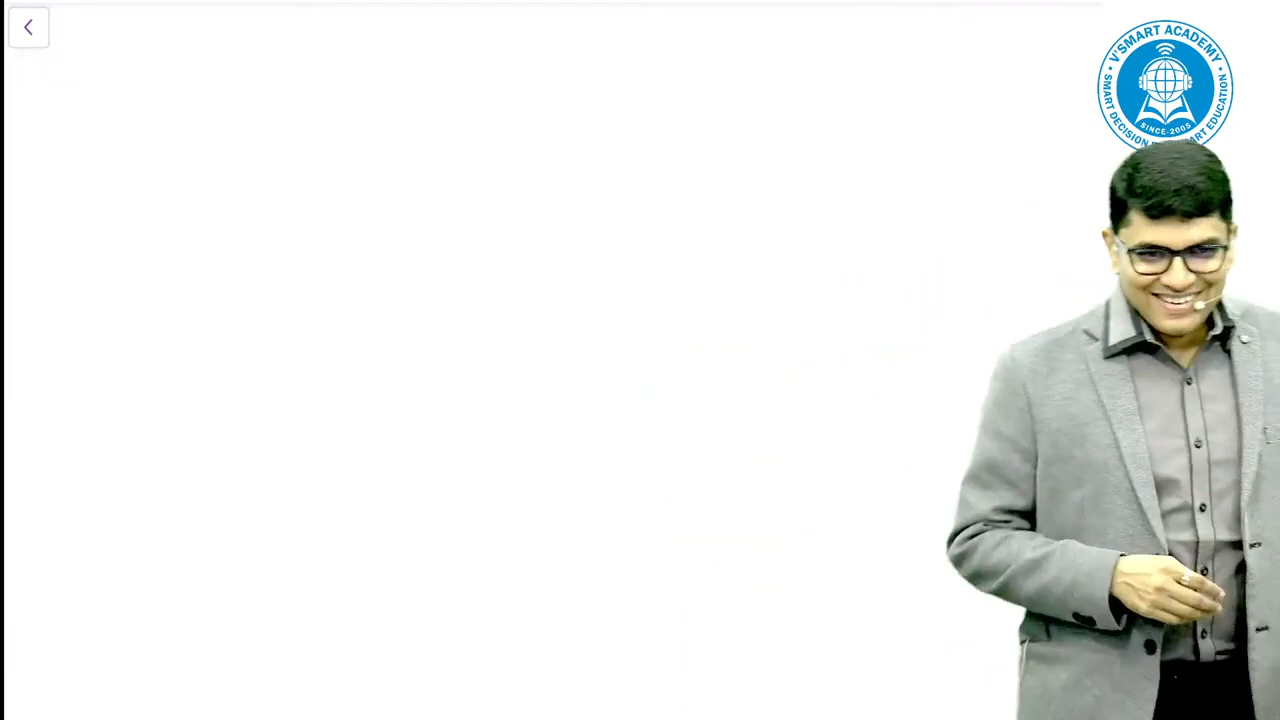 V'SMART ACADEMY
SMART DECISION
SMART EDUCATION
SINCE-2005